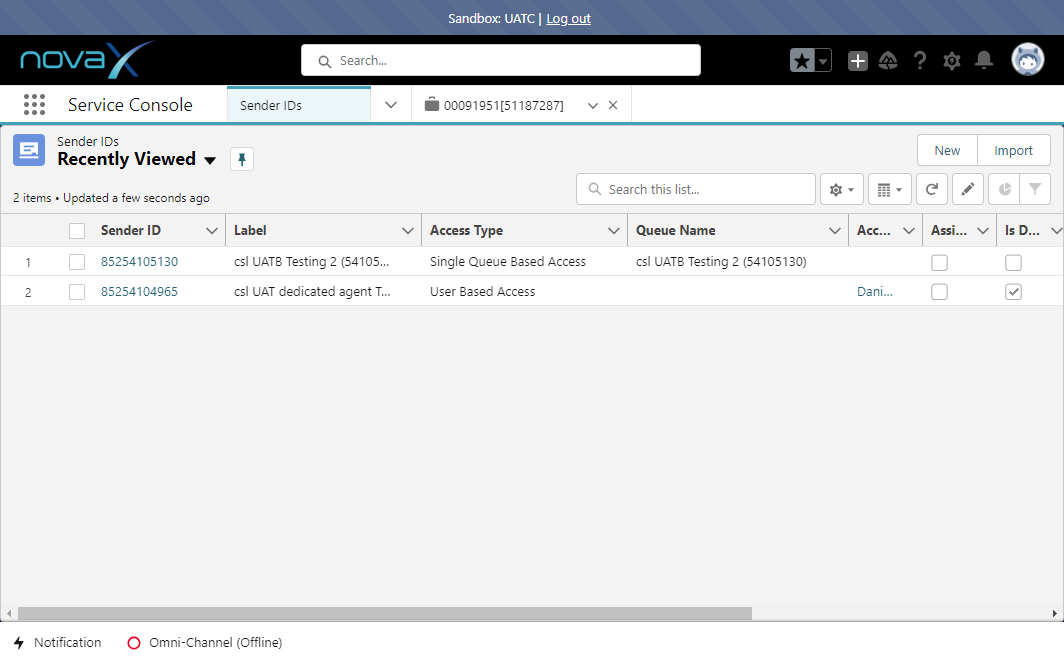 Sandbox: UATC | Log out
novaX
Search...
Service Console
Sender IDs
00091951[51187287]
Sender IDs
Recently Viewed
New
Import
2 items • Updated a few seconds ago
Search this list...
Sender ID Label Access Type Queue Name Acc... Assi... Is D...
1 85254105130 csl UATB Testing 2 (54105... Single Queue Based Access csl UATB Testing 2 (54105130)
2 85254104965 csl UAT dedicated agent T... User Based Access Dani...
Notification
Omni-Channel (Offline)